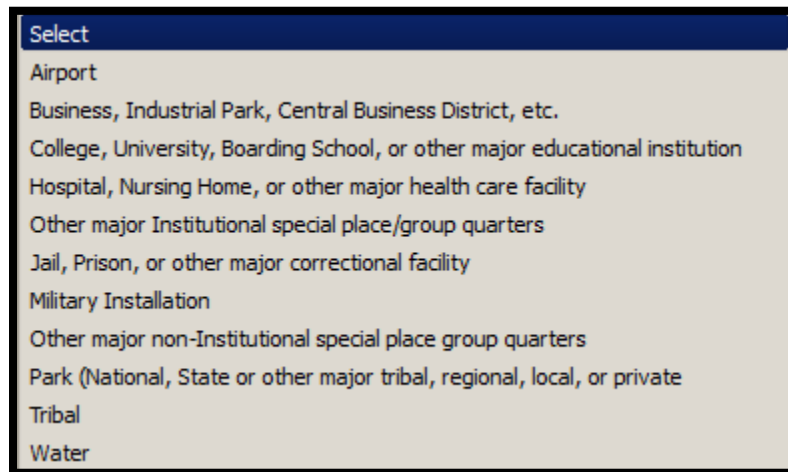 Select
Airport
Business, Industrial Park, Central Business District, etc.
College, University, Boarding School, or other major educational institution
Hospital, Nursing Home, or other major health care facility
Other major Institutional special place/group quarters
Jail, Prison, or other major correctional facility
Military Installation
Other major non-Institutional special place group quarters
Park (National, State or other major tribal, regional, local, or private
Tribal
Water